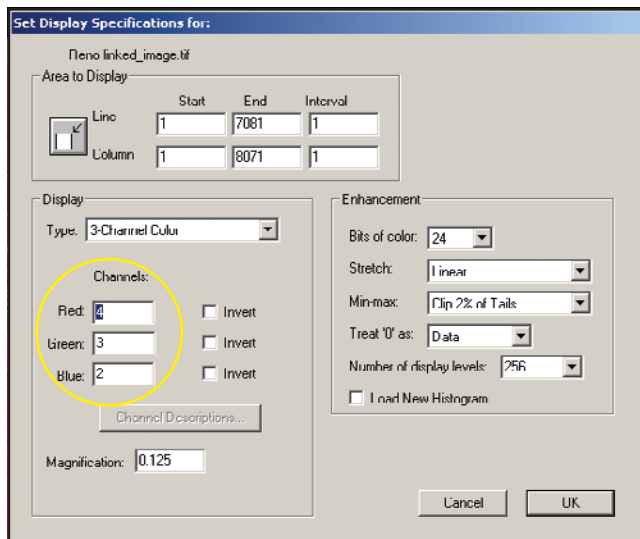 Set Display Specifications for:
Reno linked_image.tif
Area to Display
Start End Interval
Line 1 7081 1
Column 1 8071 1
Display
Type: 3-Channel Color
Channels:
Red: 4 Invert
Green: 3 Invert
Blue: 2 Invert
Channel Descriptions...
Magnification: 0.125
Enhancement
Bits of color: 24
Stretch: Linear
Min-max: Clip 2% of Tails
Treat '0' as: Data
Number of display levels: 256
Load New Histogram
Cancel OK